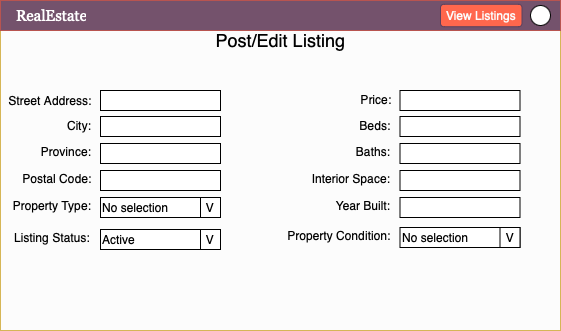 RealEstate
View Listings
Post/Edit Listing
Street Address:
City:
Province:
Postal Code:
Property Type: No selection V
Listing Status: Active V
Price:
Beds:
Baths:
Interior Space:
Year Built:
Property Condition: No selection V